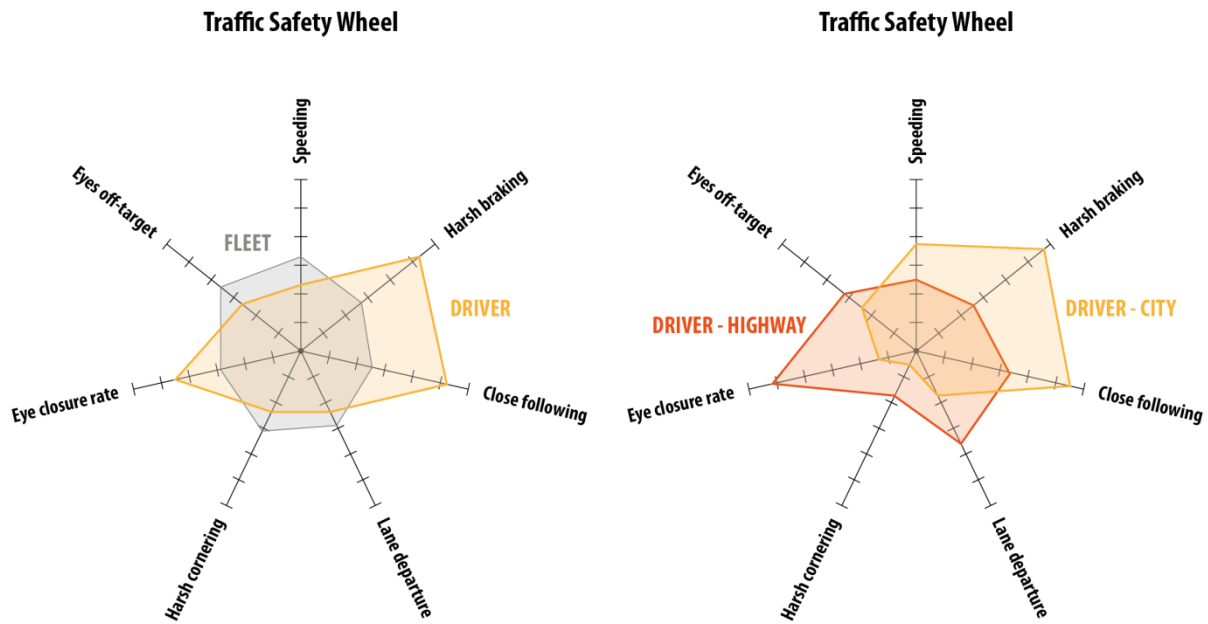 Traffic Safety Wheel
Speeding
Harsh braking
Close following
Lane departure
Harsh cornering
Eye closure rate
Eyes off-target
FLEET
DRIVER
Traffic Safety Wheel
Speeding
Harsh braking
Close following
Lane departure
Harsh cornering
Eye closure rate
Eyes off-target
DRIVER - HIGHWAY
DRIVER - CITY